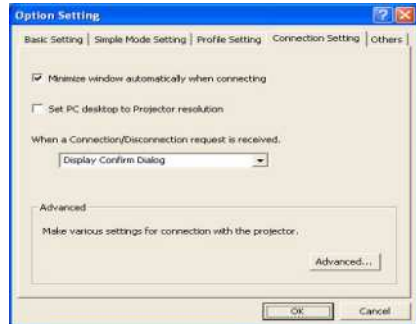 Option Setting
Basic Setting Simple Mode Setting Profile Setting Connection Setting Others
Minimize window automatically when connecting
Set PC desktop to Projector resolution
When a Connection/Disconnection request is received.
Display Confirm Dialog
Advanced
Make various settings for connection with the projector.
Advanced...
OK Cancel